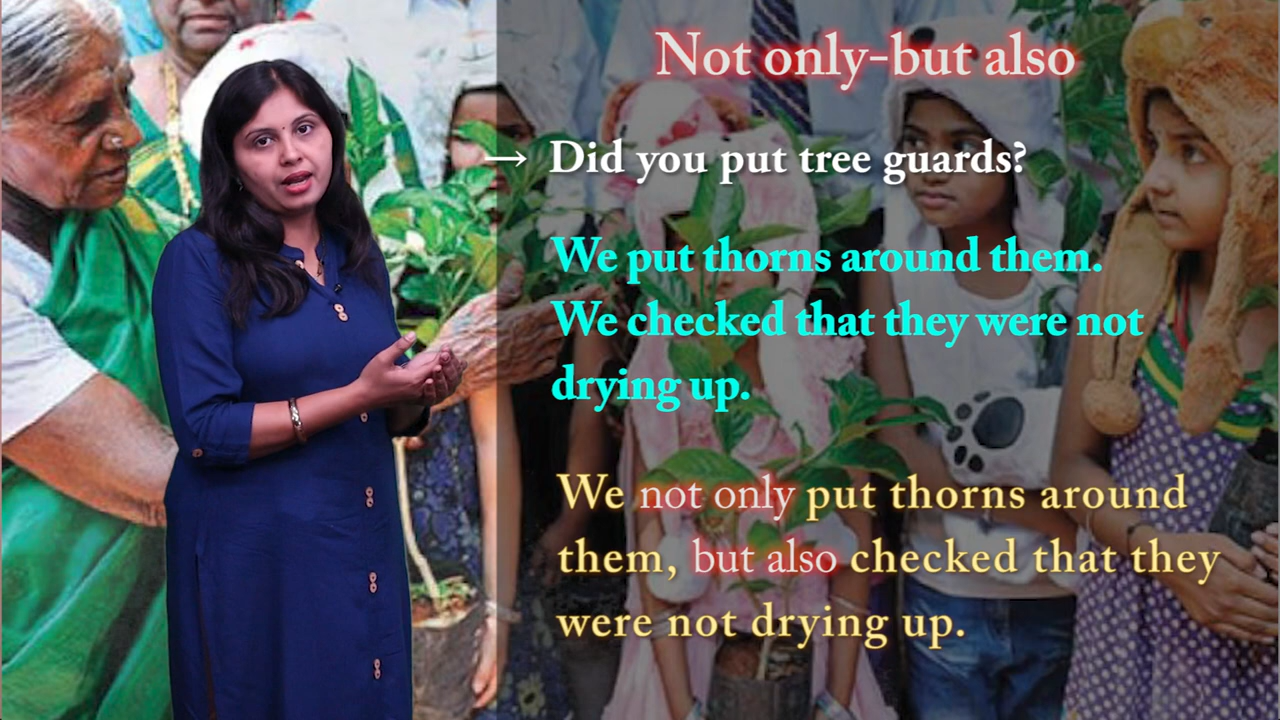 Not only-but also
→ Did you put tree guards?
We put thorns around them.
We checked that they were not
drying up.
We not only put thorns around
them, but also checked that they
were not drying up.